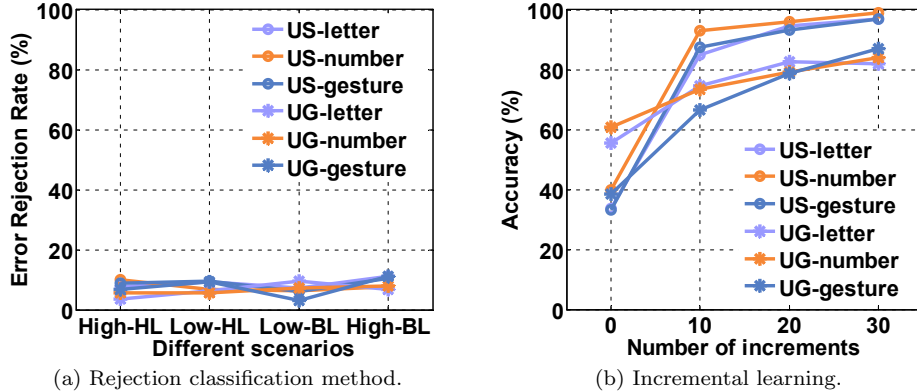 Error Rejection Rate (%)
100
80
60
40
20
0
US-letter
US-number
US-gesture
UG-letter
UG-number
UG-gesture
High-HL Low-HL Low-BL High-BL
Different scenarios
(a) Rejection classification method.
Accuracy (%)
100
80
60
40
20
0
US-letter
US-number
US-gesture
UG-letter
UG-number
UG-gesture
0 10 20 30
Number of increments
(b) Incremental learning.